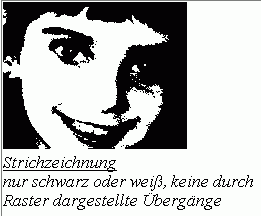 Strichzeichnung
nur schwarz oder weiß, keine durch
Raster dargestellte Übergänge